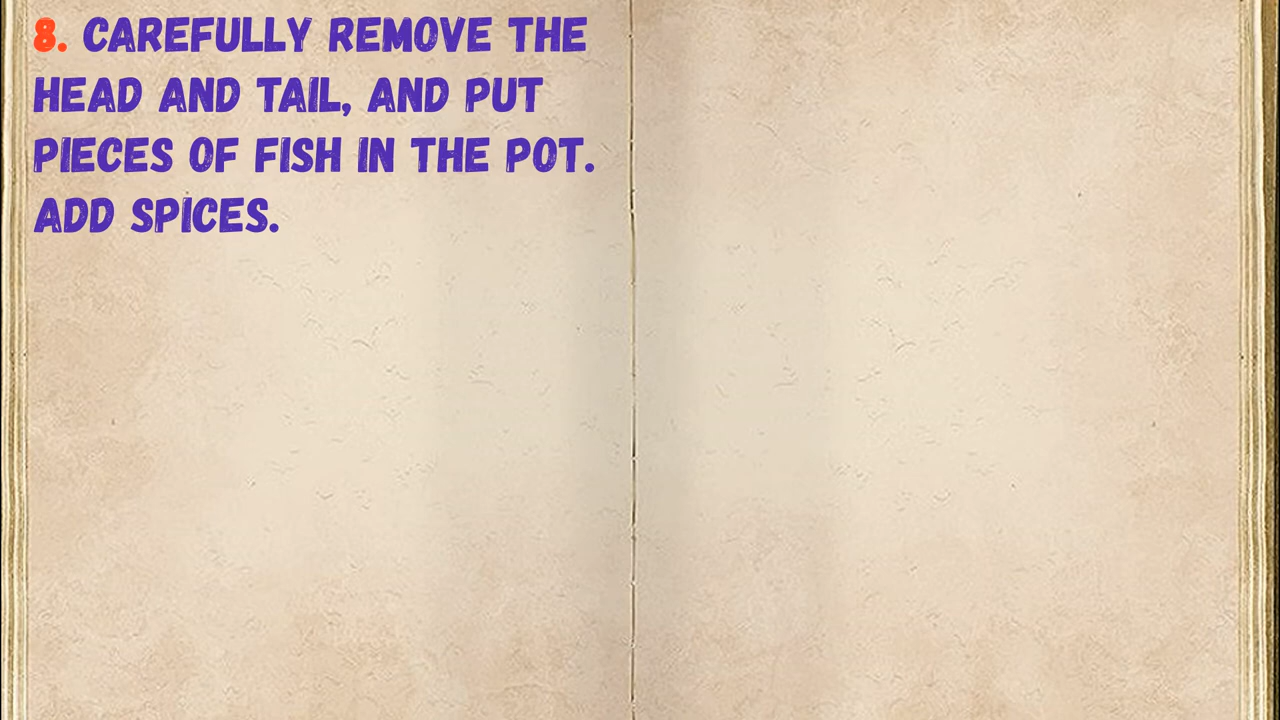 8. CAREFULLY REMOVE THE
HEAD AND TAIL, AND PUT
PIECES OF FISH IN THE POT.
ADD SPICES.